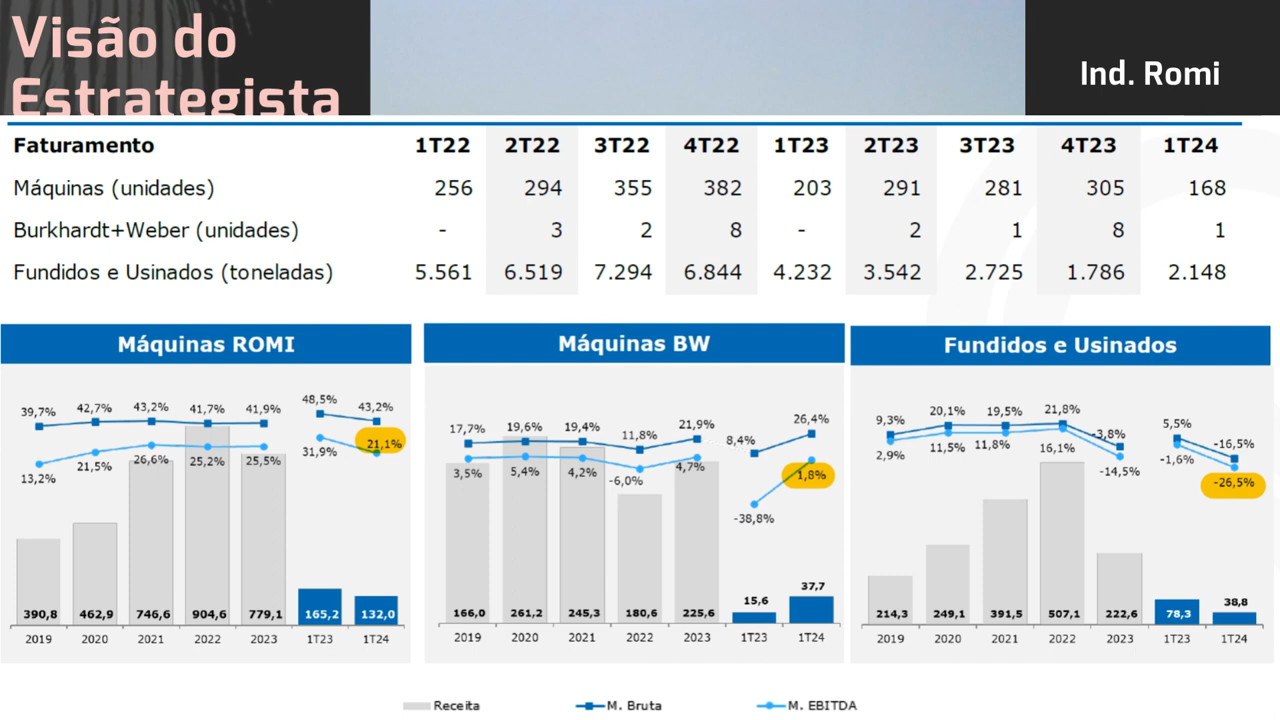 Visão do
Estrategista
Ind. Romi
Faturamento 1T22 2T22 3T22 4T22 1T23 2T23 3T23 4T23 1T24
Máquinas (unidades) 256 294 355 382 203 291 281 305 168
Burkhardt+Weber (unidades) - 3 2 8 - 2 1 8 1
Fundidos e Usinados (toneladas) 5.561 6.519 7.294 6.844 4.232 3.542 2.725 1.786 2.148
Máquinas ROMI
39,7% 42,7% 43,2% 41,7% 41,9% 48,5% 43,2%
13,2% 21,5% 26,6% 25,2% 25,5% 31,9% 21,1%
390,8 462,9 746,6 904,6 779,1 165,2 132,0
2019 2020 2021 2022 2023 1T23 1T24
Máquinas BW
17,7% 19,6% 19,4% 11,8% 21,9% 8,4% 26,4%
3,5% 5,4% 4,2% -6,0% 4,7% -38,8% 1,8%
166,0 261,2 245,3 180,6 225,6 15,6 37,7
2019 2020 2021 2022 2023 1T23 1T24
Fundidos e Usinados
9,3% 20,1% 19,5% 21,8% -3,8% 5,5% -16,5%
2,9% 11,5% 11,8% 16,1% -14,5% -1,6% -26,5%
214,3 249,1 391,5 507,1 222,6 78,3 38,8
2019 2020 2021 2022 2023 1T23 1T24
Receita M. Bruta M. EBITDA